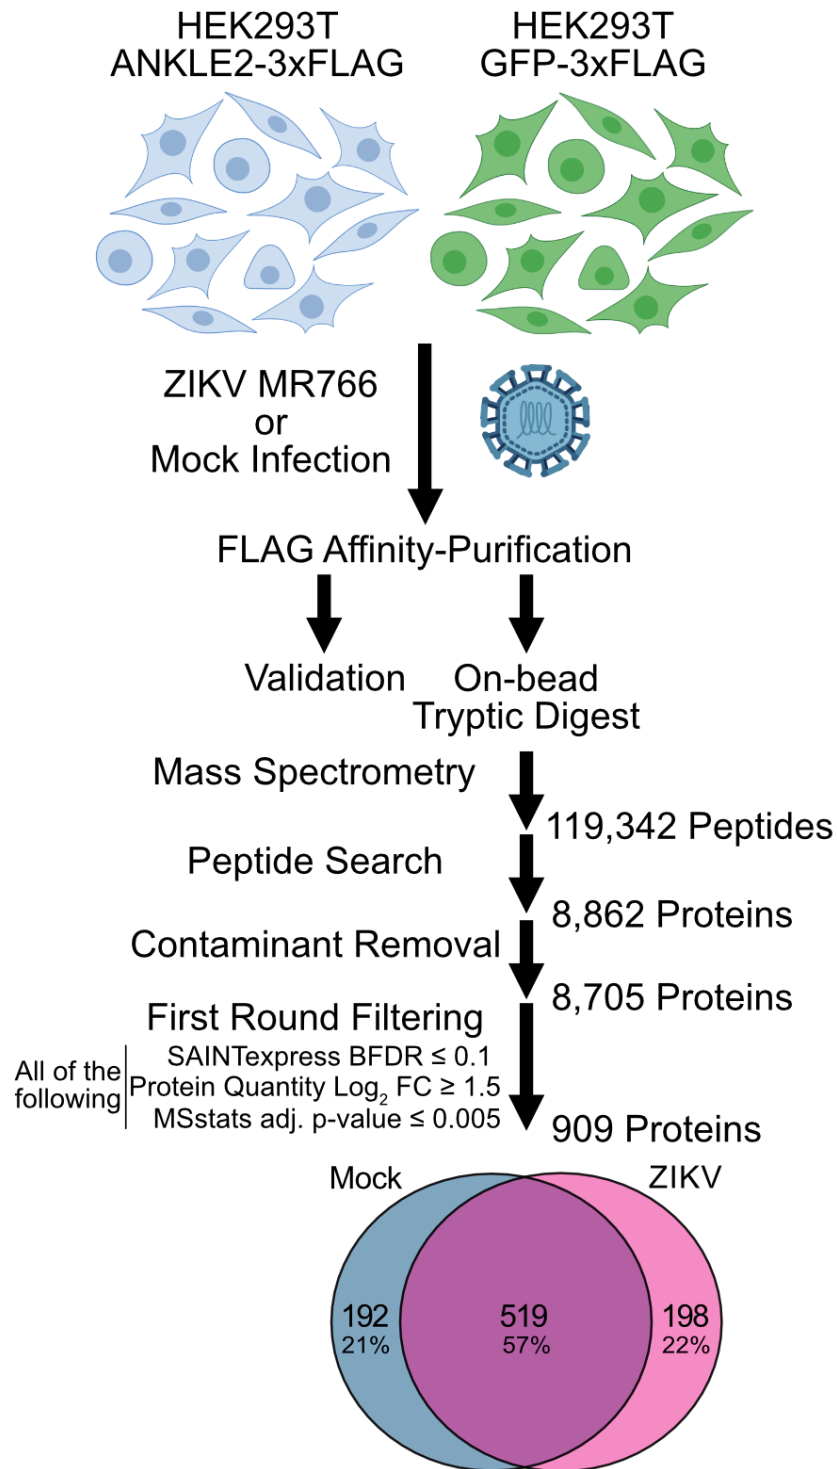 HEK293T
ANKLE2-3xFLAG
HEK293T
GFP-3xFLAG
ZIKV MR766
or
Mock Infection
FLAG Affinity-Purification
Validation
On-bead
Tryptic Digest
Mass Spectrometry
119,342 Peptides
Peptide Search
8,862 Proteins
Contaminant Removal
8,705 Proteins
First Round Filtering
All of the
following
SAINTexpress BFDR ≤ 0.1
Protein Quantity Log₂ FC ≥ 1.5
MSstats adj. p-value ≤ 0.005
909 Proteins
Mock
ZIKV
192
21%
519
57%
198
22%